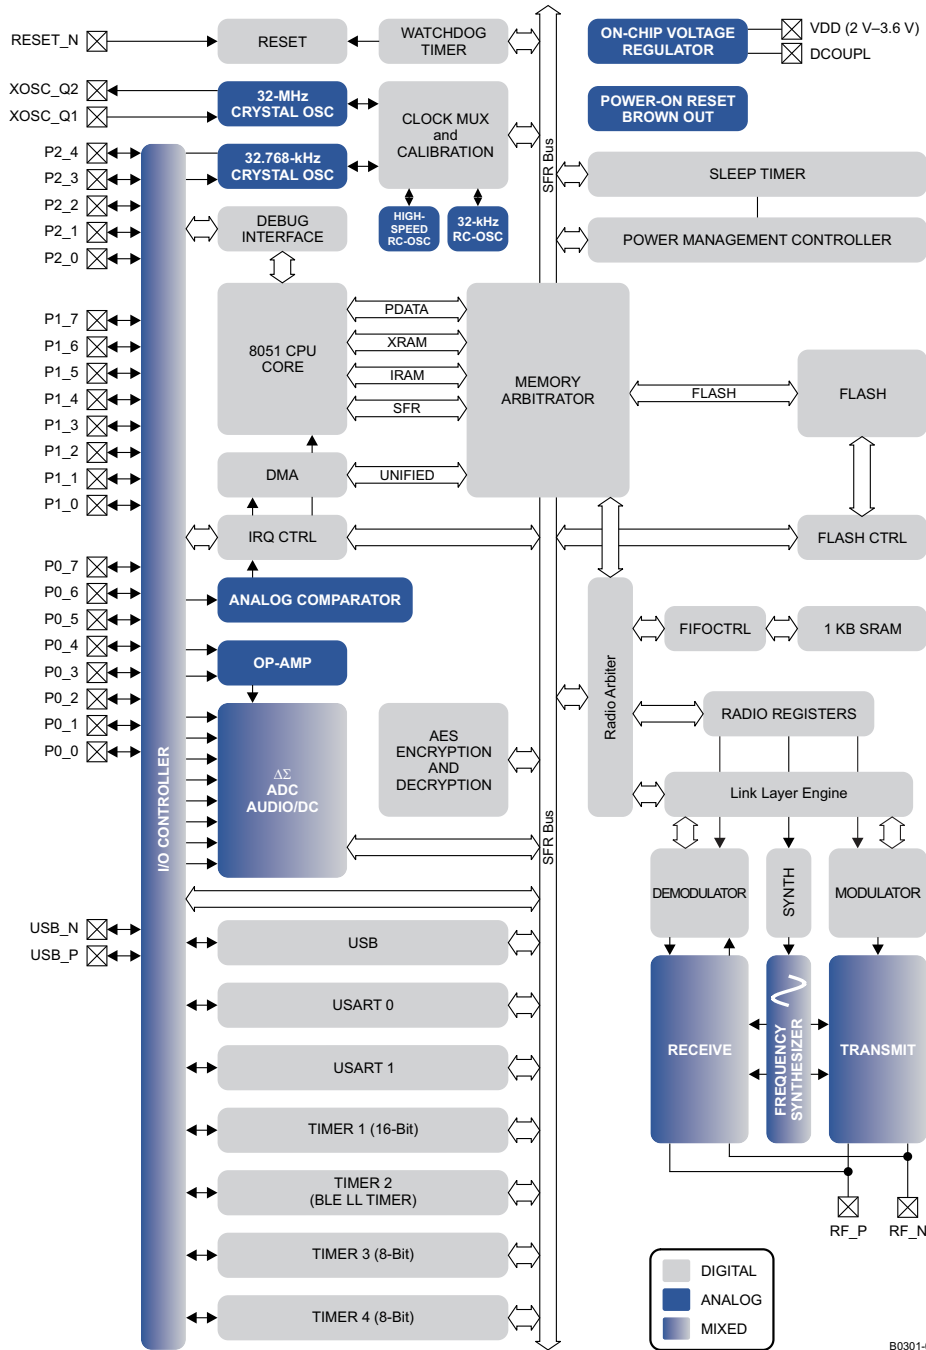 RESET_N
RESET
WATCHDOG
TIMER
ON-CHIP VOLTAGE
REGULATOR
VDD (2 V–3.6 V)
DCOUPL
XOSC_Q2
XOSC_Q1
32-MHz
CRYSTAL OSC
CLOCK MUX
and
CALIBRATION
POWER-ON RESET
BROWN OUT
SFR Bus
P2_4
P2_3
P2_2
P2_1
P2_0
32.768-kHz
CRYSTAL OSC
SLEEP TIMER
DEBUG
INTERFACE
HIGH-
SPEED
RC-OSC
32-kHz
RC-OSC
POWER MANAGEMENT CONTROLLER
P1_7
P1_6
P1_5
P1_4
P1_3
P1_2
P1_1
P1_0
8051 CPU
CORE
PDATA
XRAM
IRAM
SFR
MEMORY
ARBITRATOR
FLASH
FLASH
DMA
UNIFIED
IRQ CTRL
FLASH CTRL
P0_7
P0_6
P0_5
P0_4
P0_3
P0_2
P0_1
P0_0
ANALOG COMPARATOR
OP-AMP
Radio Arbiter
FIFOCTRL
1 KB SRAM
RADIO REGISTERS
ΔΣ
ADC
AUDIO/DC
AES
ENCRYPTION
AND
DECRYPTION
Link Layer Engine
I/O CONTROLLER
SFR Bus
DEMODULATOR
SYNTH
MODULATOR
USB_N
USB_P
USB
USART 0
USART 1
RECEIVE
FREQUENCY
SYNTHESIZER
TRANSMIT
TIMER 1 (16-Bit)
TIMER 2
(BLE LL TIMER)
TIMER 3 (8-Bit)
TIMER 4 (8-Bit)
RF_P
RF_N
DIGITAL
ANALOG
MIXED